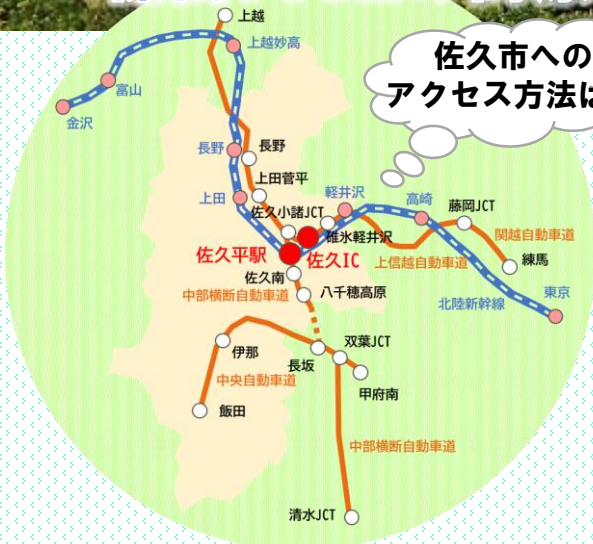 上越
上越妙高
佐久市への
アクセス方法は
富山
金沢
長野
長野
上田菅平
上田
軽井沢
高崎
藤岡JCT
佐久小諸JCT
碓氷軽井沢
関越自動車道
佐久平駅
佐久IC
上信越自動車道
練馬
佐久南
中部横断自動車道
八千穂高原
北陸新幹線
東京
双葉JCT
伊那
長坂
中央自動車道
甲府南
飯田
中部横断自動車道
清水JCT